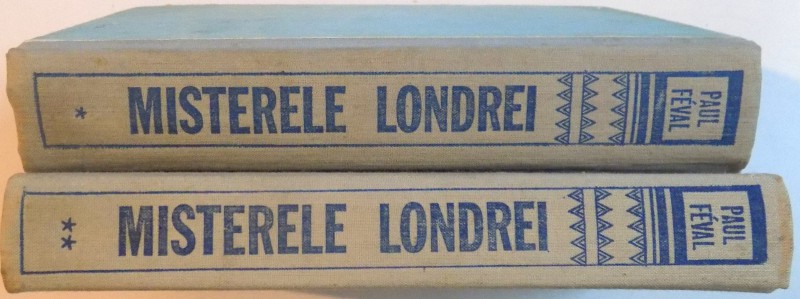 * MISTERELE LONDREI
PAUL
FÉVAL
** MISTERELE LONDREI
PAUL
FÉVAL